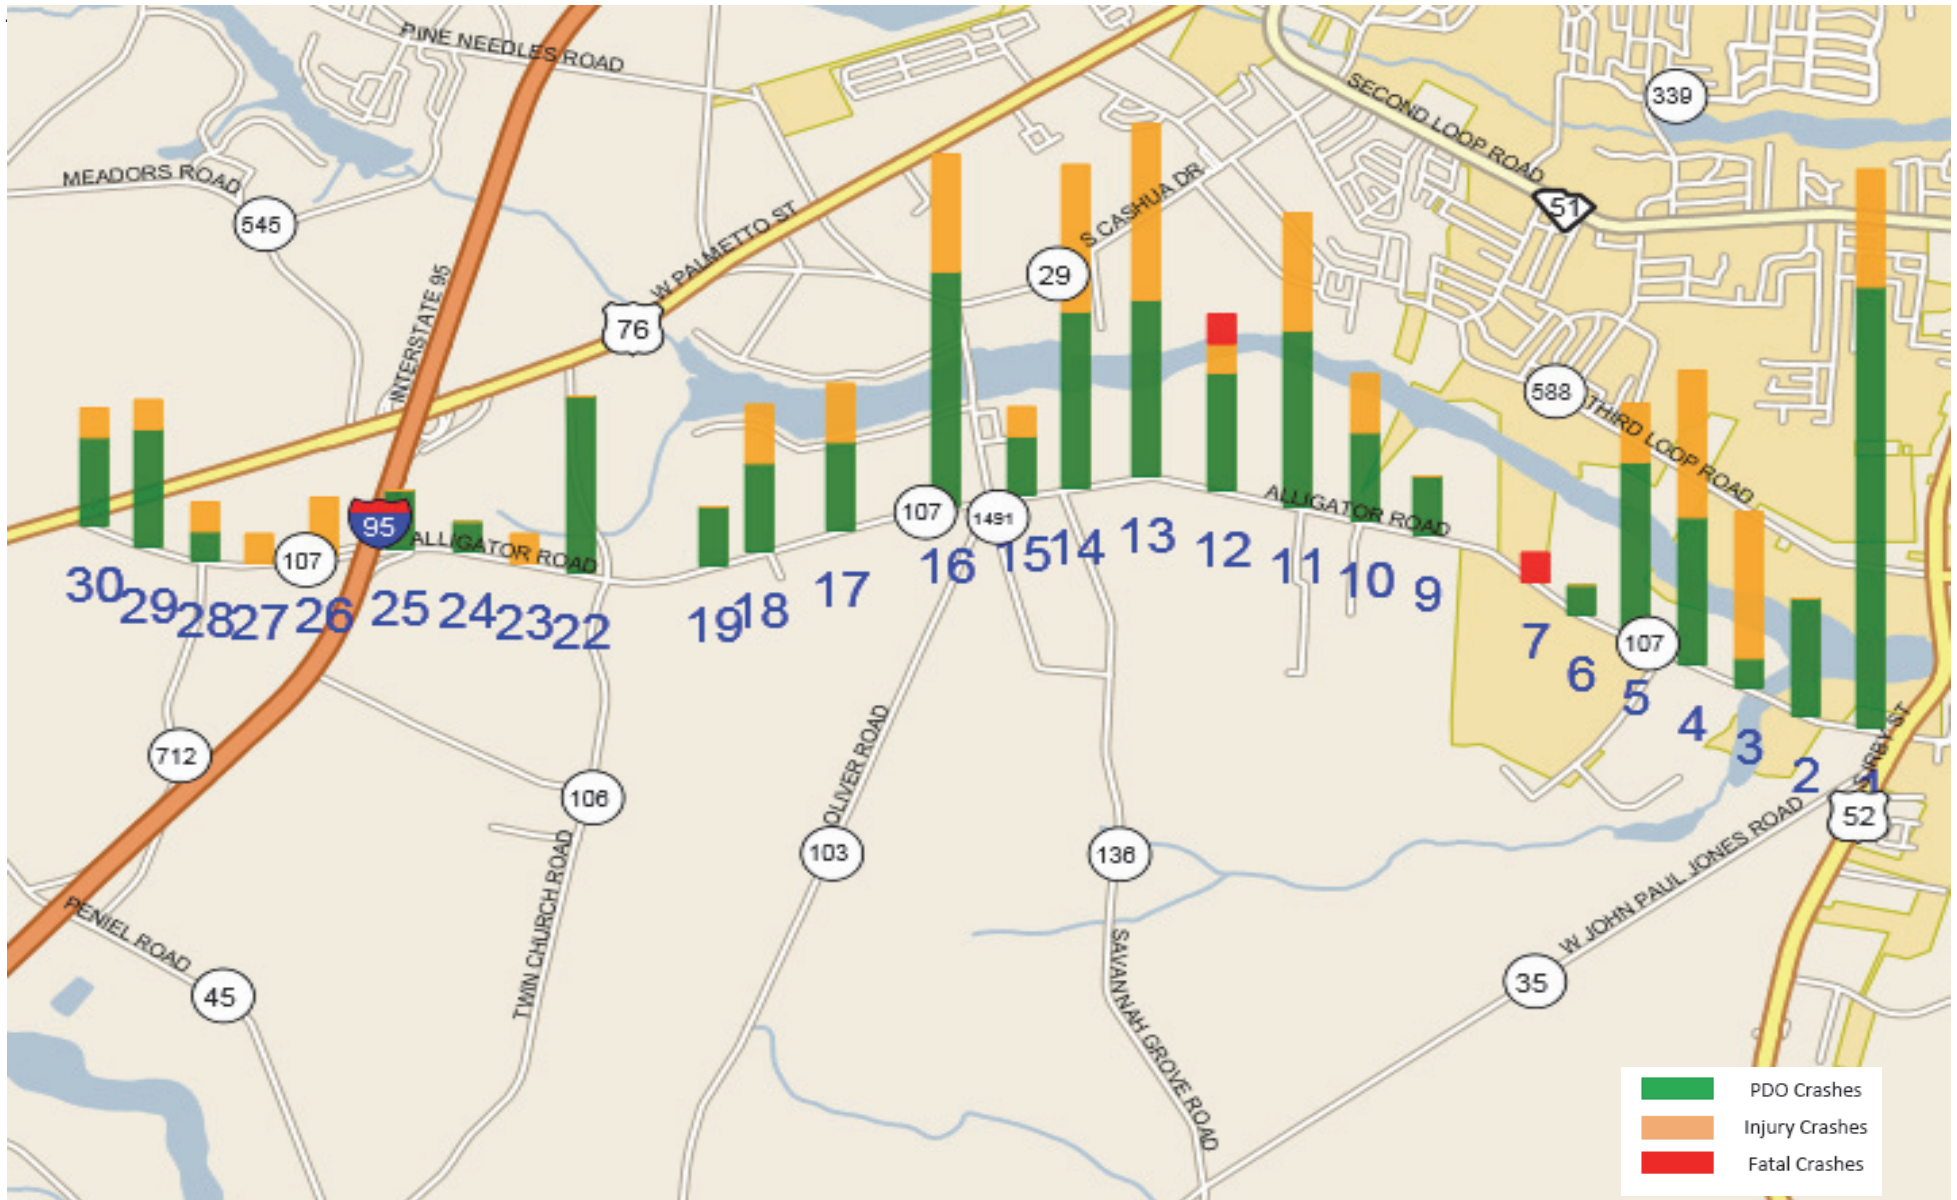 PINE NEEDLES ROAD
SECOND LOOP ROAD
339
MEADORS ROAD
545
S CASHUA DR
51
W PALMETTO ST
29
INTERSTATE 95
76
588
THIRD LOOP ROAD
95
107
1491
ALLIGATOR ROAD
ALLIGATOR ROAD
107
107
30
29
28
27
26
25
24
23
22
19
18
17
16
15
14
13
12
11
10
9
7
6
5
4
3
2
1
S IRBY ST
712
106
OLIVER ROAD
103
136
52
W JOHN PAUL JONES ROAD
TWIN CHURCH ROAD
PENIEL ROAD
45
SAVANNAH GROVE ROAD
35
PDO Crashes
Injury Crashes
Fatal Crashes